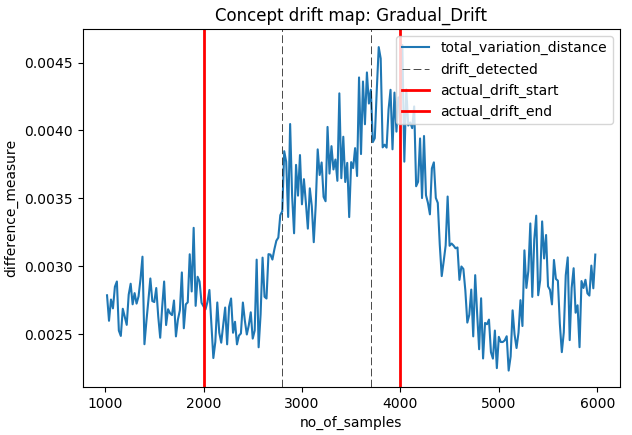 Concept drift map: Gradual_Drift
total_variation_distance
drift_detected
actual_drift_start
actual_drift_end
difference_measure
0.0045
0.0040
0.0035
0.0030
0.0025
1000 2000 3000 4000 5000 6000
no_of_samples